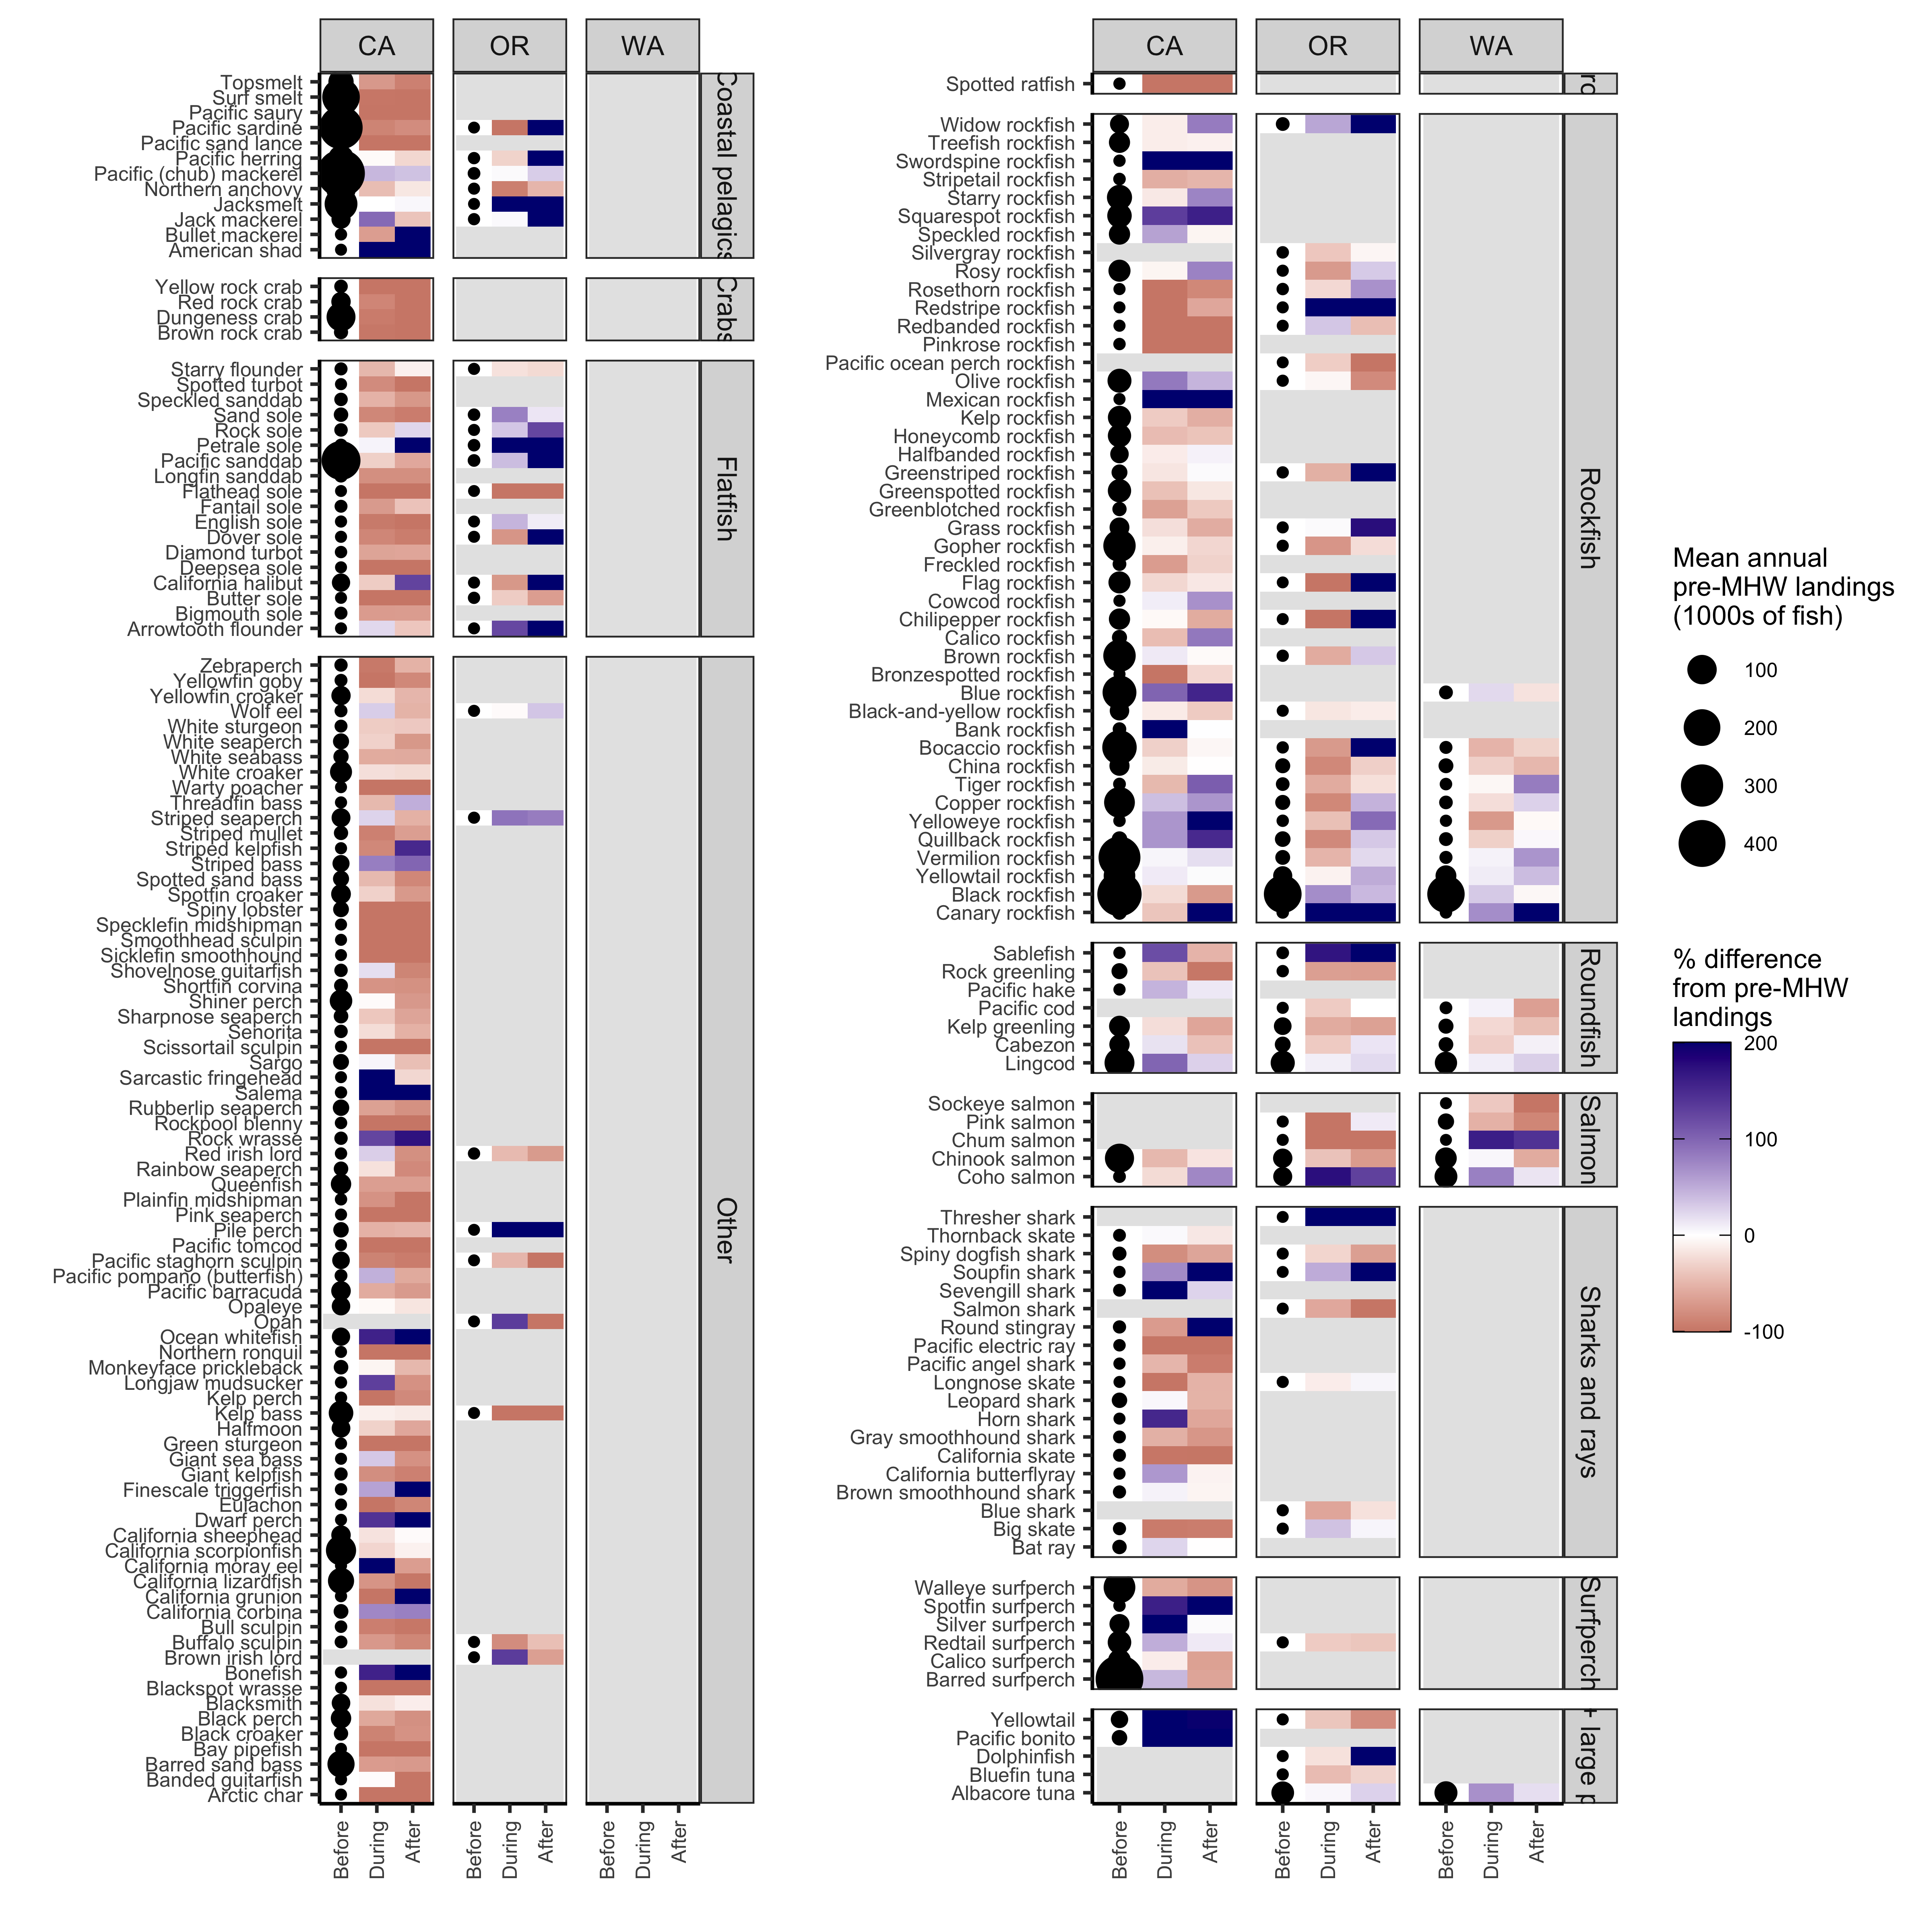 CA
OR
WA
Topsmelt
Surf smelt
Pacific saury
Pacific sardine
Pacific sand lance
Pacific herring
Pacific (chub) mackerel
Northern anchovy
Jacksmelt
Jack mackerel
Bullet mackerel
American shad
Coastal pelagics
Yellow rock crab
Red rock crab
Dungeness crab
Brown rock crab
Crabs
Starry flounder
Spotted turbot
Speckled sanddab
Sand sole
Rock sole
Petrale sole
Pacific sanddab
Longfin sanddab
Flathead sole
Fantail sole
English sole
Dover sole
Diamond turbot
Deepsea sole
California halibut
Butter sole
Bigmouth sole
Arrowtooth flounder
Flatfish
Zebraperch
Yellowfin goby
Yellowfin croaker
Wolf eel
White sturgeon
White seaperch
White seabass
White croaker
Warty poacher
Threadfin bass
Striped seaperch
Striped mullet
Striped kelpfish
Striped bass
Spotted sand bass
Spotfin croaker
Spiny lobster
Specklefin midshipman
Smoothhead sculpin
Sicklefin smoothhound
Shovelnose guitarfish
Shortfin corvina
Shiner perch
Sharpnose seaperch
Senorita
Scissortail sculpin
Sargo
Sarcastic fringehead
Salema
Rubberlip seaperch
Rockpool blenny
Rock wrasse
Red irish lord
Rainbow seaperch
Queenfish
Plainfin midshipman
Pink seaperch
Pile perch
Pacific tomcod
Pacific staghorn sculpin
Pacific pompano (butterfish)
Pacific barracuda
Opaleye
Opah
Ocean whitefish
Northern ronquil
Monkeyface prickleback
Longjaw mudsucker
Kelp perch
Kelp bass
Halfmoon
Green sturgeon
Giant sea bass
Giant kelpfish
Finescale triggerfish
Eulachon
Dwarf perch
California sheephead
California scorpionfish
California moray eel
California lizardfish
California grunion
California corbina
Bull sculpin
Buffalo sculpin
Brown irish lord
Bonefish
Blackspot wrasse
Blacksmith
Black perch
Black croaker
Bay pipefish
Barred sand bass
Banded guitarfish
Arctic char
Other
Before
During
After
Before
During
After
Before
During
After
CA
OR
WA
Spotted ratfish
Widow rockfish
Treefish rockfish
Swordspine rockfish
Stripetail rockfish
Starry rockfish
Squarespot rockfish
Speckled rockfish
Silvergray rockfish
Rosy rockfish
Rosethorn rockfish
Redstripe rockfish
Redbanded rockfish
Pinkrose rockfish
Pacific ocean perch rockfish
Olive rockfish
Mexican rockfish
Kelp rockfish
Honeycomb rockfish
Halfbanded rockfish
Greenstriped rockfish
Greenspotted rockfish
Greenblotched rockfish
Grass rockfish
Gopher rockfish
Freckled rockfish
Flag rockfish
Cowcod rockfish
Chilipepper rockfish
Calico rockfish
Brown rockfish
Bronzespotted rockfish
Blue rockfish
Black-and-yellow rockfish
Bank rockfish
Bocaccio rockfish
China rockfish
Tiger rockfish
Copper rockfish
Yelloweye rockfish
Quillback rockfish
Vermilion rockfish
Yellowtail rockfish
Black rockfish
Canary rockfish
Rockfish
Sablefish
Rock greenling
Pacific hake
Pacific cod
Kelp greenling
Cabezon
Lingcod
Roundfish
Sockeye salmon
Pink salmon
Chum salmon
Chinook salmon
Coho salmon
Salmon
Thresher shark
Thornback skate
Spiny dogfish shark
Soupfin shark
Sevengill shark
Salmon shark
Round stingray
Pacific electric ray
Pacific angel shark
Longnose skate
Leopard shark
Horn shark
Gray smoothhound shark
California skate
California butterflyray
Brown smoothhound shark
Blue shark
Big skate
Bat ray
Sharks and rays
Walleye surfperch
Spotfin surfperch
Silver surfperch
Redtail surfperch
Calico surfperch
Barred surfperch
Surfperch
Yellowtail
Pacific bonito
Dolphinfish
Bluefin tuna
Albacore tuna
+ large
Before
During
After
Before
During
After
Before
During
After
Mean annual
pre-MHW landings
(1000s of fish)
100
200
300
400
% difference
from pre-MHW
landings
200
100
0
-100